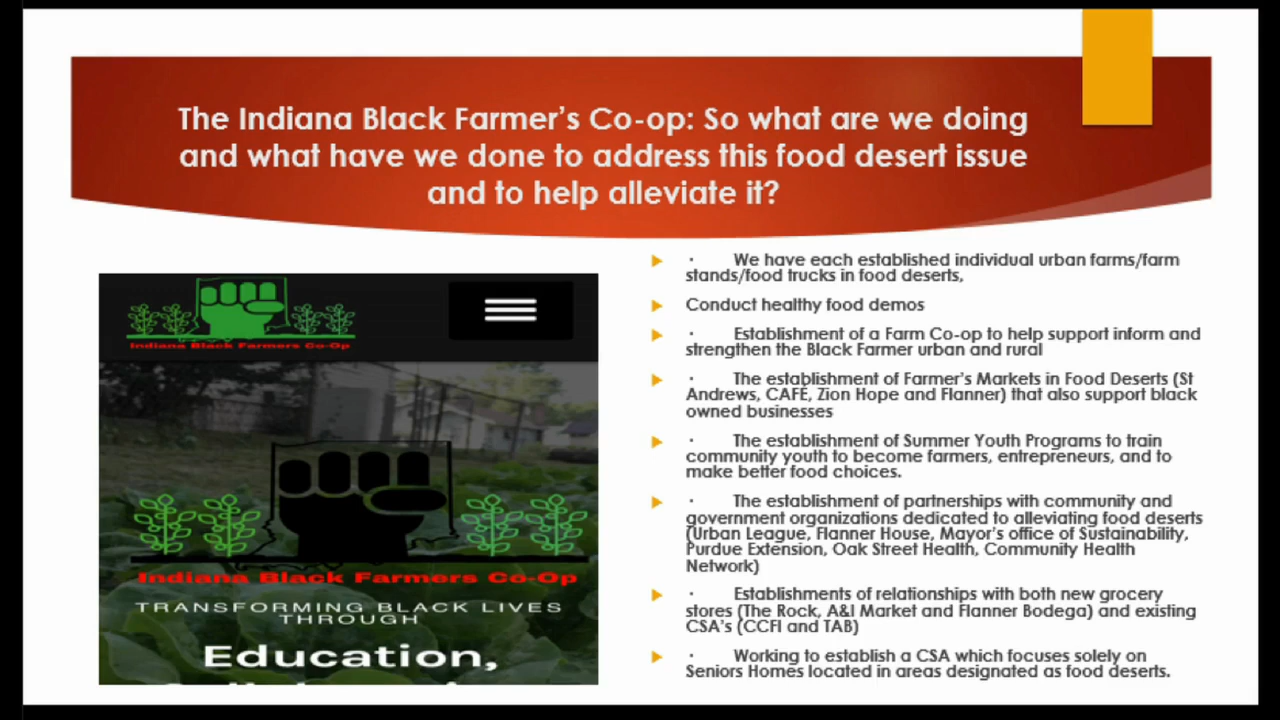 The Indiana Black Farmer's Co-op: So what are we doing
and what have we done to address this food desert issue
and to help alleviate it?
Indiana Black Farmers Co-Op
Indiana Black Farmers Co-Op
TRANSFORMING BLACK LIVES
THROUGH
Education,
· We have each established individual urban farms/farm
stands/food trucks in food deserts,
Conduct healthy food demos
· Establishment of a Farm Co-op to help support inform and
strengthen the Black Farmer urban and rural
· The establishment of Farmer's Markets in Food Deserts (St
Andrews, CAFÉ, Zion Hope and Flanner) that also support black
owned businesses
· The establishment of Summer Youth Programs to train
community youth to become farmers, entrepreneurs, and to
make better food choices.
· The establishment of partnerships with community and
government organizations dedicated to alleviating food deserts
(Urban League, Flanner House, Mayor's office of Sustainability,
Purdue Extension, Oak Street Health, Community Health
Network)
· Establishments of relationships with both new grocery
stores (The Rock, A&I Market and Flanner Bodega) and existing
CSA's (CCFI and TAB)
· Working to establish a CSA which focuses solely on
Seniors Homes located in areas designated as food deserts.